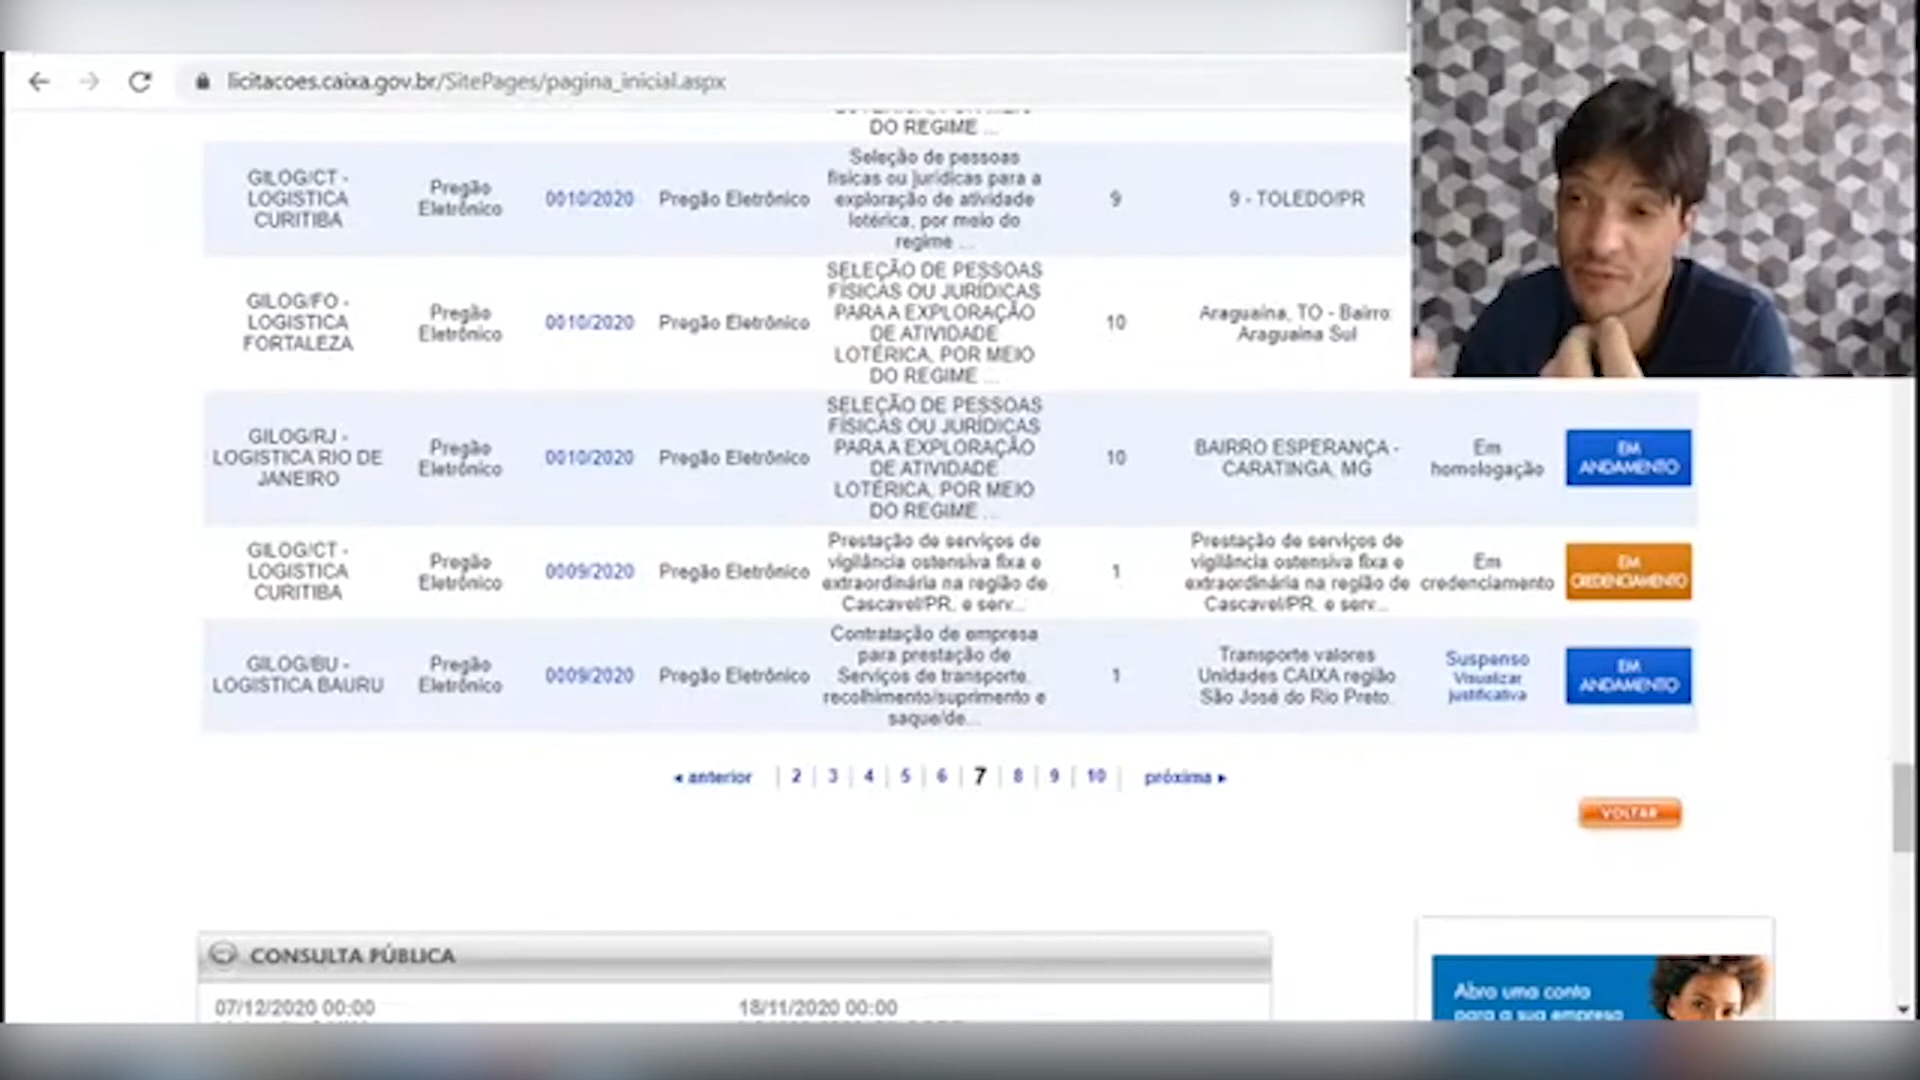 licitacoes.caixa.gov.br/SitePages/pagina_inicial.aspx
DO REGIME ...
GILOG/CT -
LOGISTICA
CURITIBA
Pregão
Eletrônico
0010/2020
Pregão Eletrônico
Seleção de pessoas
físicas ou jurídicas para a
exploração de atividade
lotérica, por meio do
regime ...
9
9 - TOLEDO/PR
GILOG/FO -
LOGISTICA
FORTALEZA
Pregão
Eletrônico
0010/2020
Pregão Eletrônico
SELEÇÃO DE PESSOAS
FÍSICAS OU JURÍDICAS
PARA A EXPLORAÇÃO
DE ATIVIDADE
LOTÉRICA, POR MEIO
DO REGIME ...
10
Araguaina, TO - Bairro:
Araguaina Sul
GILOG/RJ -
LOGISTICA RIO DE
JANEIRO
Pregão
Eletrônico
0010/2020
Pregão Eletrônico
SELEÇÃO DE PESSOAS
FÍSICAS OU JURÍDICAS
PARA A EXPLORAÇÃO
DE ATIVIDADE
LOTÉRICA, POR MEIO
DO REGIME ...
10
BAIRRO ESPERANÇA -
CARATINGA, MG
Em
homologação
EM
ANDAMENTO
GILOG/CT -
LOGISTICA
CURITIBA
Pregão
Eletrônico
0009/2020
Pregão Eletrônico
Prestação de serviços de
vigilância ostensiva fixa e
extraordinária na região de
Cascavel/PR, e serv...
1
Prestação de serviços de
vigilância ostensiva fixa e
extraordinária na região de
Cascavel/PR, e serv...
Em
credenciamento
EM
CREDENCIAMENTO
GILOG/BU -
LOGISTICA BAURU
Pregão
Eletrônico
0009/2020
Pregão Eletrônico
Contratação de empresa
para prestação de
Serviços de transporte,
recolhimento/suprimento e
saque/de...
1
Transporte valores
Unidades CAIXA região
São José do Rio Preto.
Suspenso
Visualizar
justificativa
EM
ANDAMENTO
anterior | 2 | 3 | 4 | 5 | 6 | 7 | 8 | 9 | 10 | próxima
VOLTAR
CONSULTA PÚBLICA
07/12/2020 00:00
18/11/2020 00:00
Abra uma conta
para a sua empresa